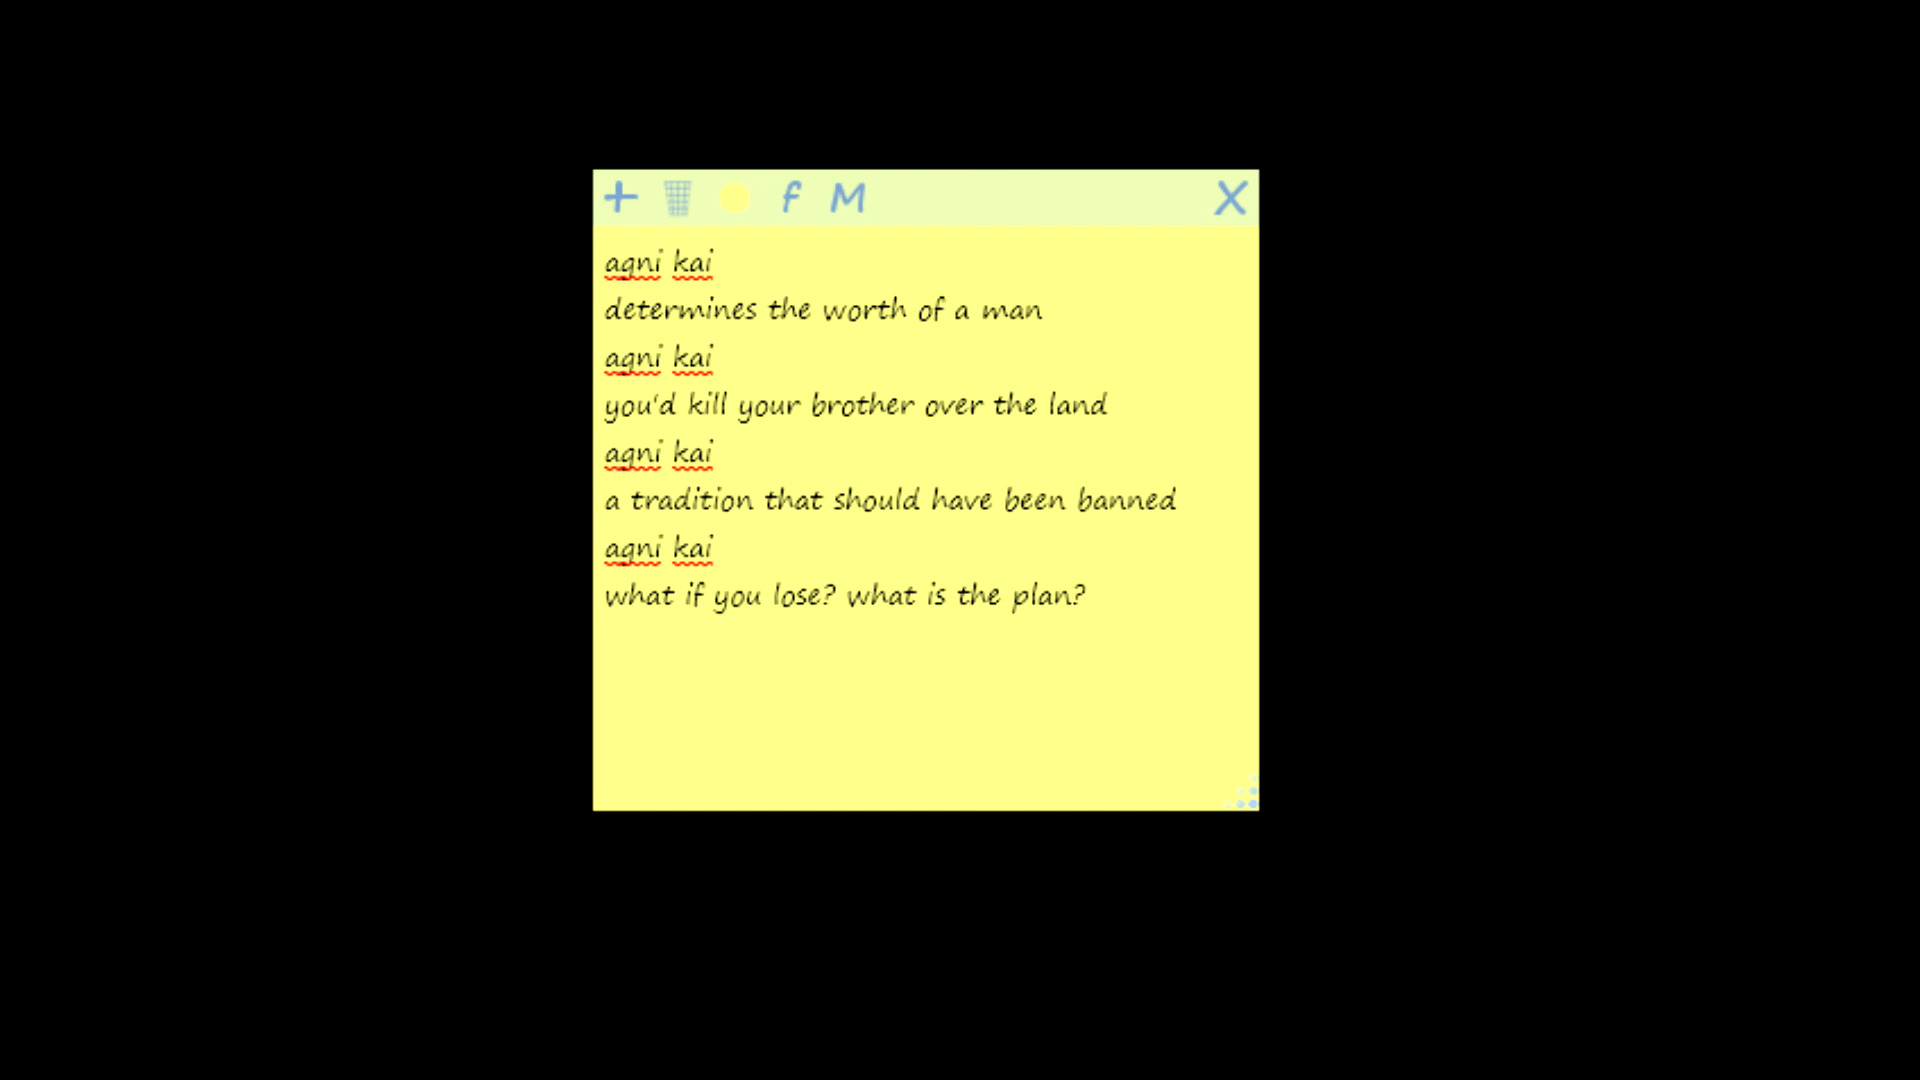 + f M X
agni kai
determines the worth of a man
agni kai
you'd kill your brother over the land
agni kai
a tradition that should have been banned
agni kai
what if you lose? what is the plan?